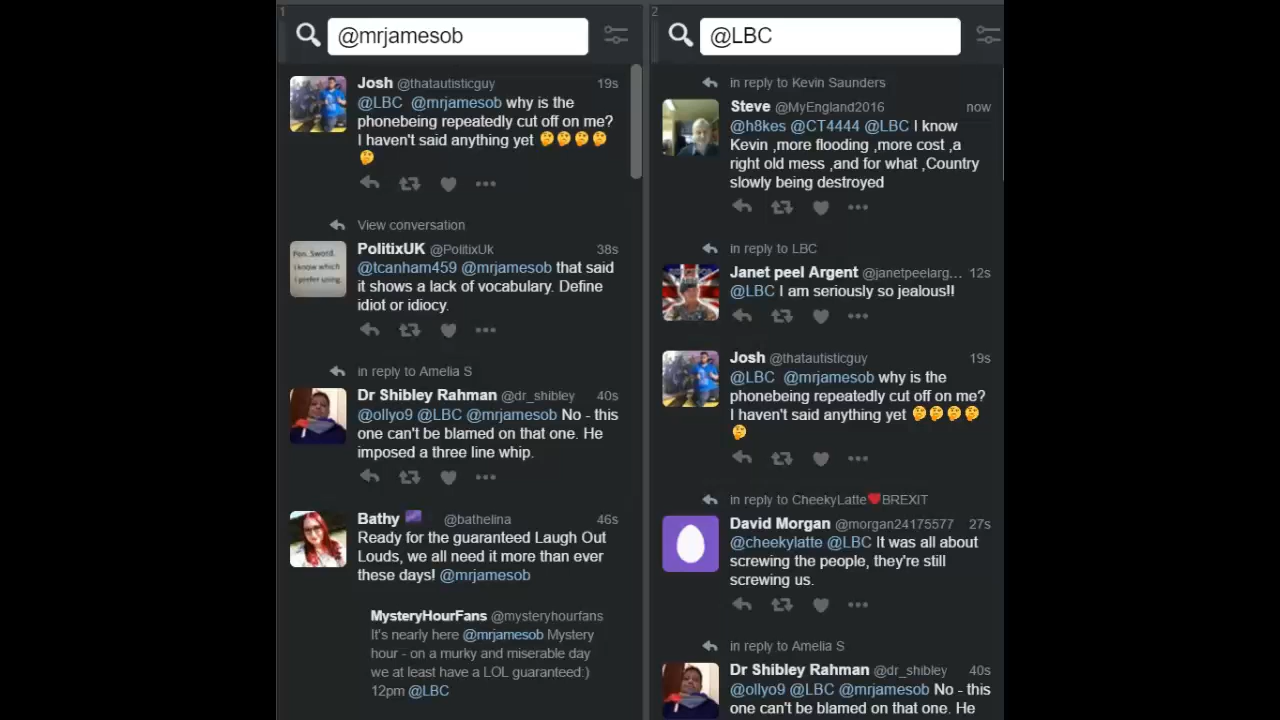 1
@mrjamesob
Josh @thatautisticguy 19s
@LBC @mrjamesob why is the
phonebeing repeatedly cut off on me?
I haven't said anything yet 🤔🤔🤔🤔
🤔
View conversation
PolitixUK @PolitixUk 38s
@tcanham459 @mrjamesob that said
it shows a lack of vocabulary. Define
idiot or idiocy.
in reply to Amelia S
Dr Shibley Rahman @dr_shibley 40s
@ollyo9 @LBC @mrjamesob No - this
one can't be blamed on that one. He
imposed a three line whip.
Bathy @bathelina 46s
Ready for the guaranteed Laugh Out
Louds, we all need it more than ever
these days! @mrjamesob
MysteryHourFans @mysteryhourfans
It's nearly here @mrjamesob Mystery
hour - on a murky and miserable day
we at least have a LOL guaranteed:)
12pm @LBC
2
@LBC
in reply to Kevin Saunders
Steve @MyEngland2016 now
@h8kes @CT4444 @LBC I know
Kevin ,more flooding ,more cost ,a
right old mess ,and for what ,Country
slowly being destroyed
in reply to LBC
Janet peel Argent @janetpeelarg... 12s
@LBC I am seriously so jealous!!
Josh @thatautisticguy 19s
@LBC @mrjamesob why is the
phonebeing repeatedly cut off on me?
I haven't said anything yet 🤔🤔🤔🤔
🤔
in reply to CheekyLatte❤BREXIT
David Morgan @morgan24175577 27s
@cheekylatte @LBC It was all about
screwing the people, they're still
screwing us.
in reply to Amelia S
Dr Shibley Rahman @dr_shibley 40s
@ollyo9 @LBC @mrjamesob No - this
one can't be blamed on that one. He